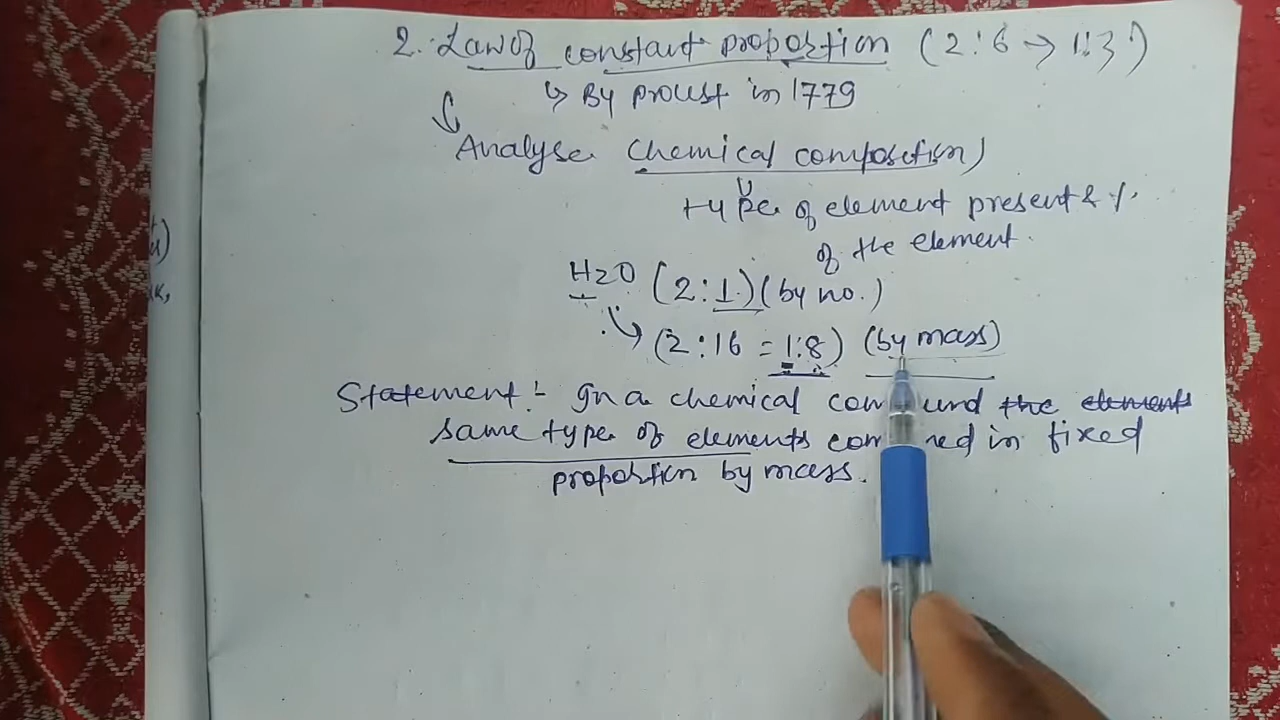 2. Law of constant proportion (2:6 → 1:3)
↳ By proust in 1779
Analyse chemical composition)
type of element present & %
of the element.
H2O (2:1) (by no.)
(2:16 = 1:8) (by mass)
Statement :- In a chemical compound the elements
same type of elements combined in fixed
proportion by mass.